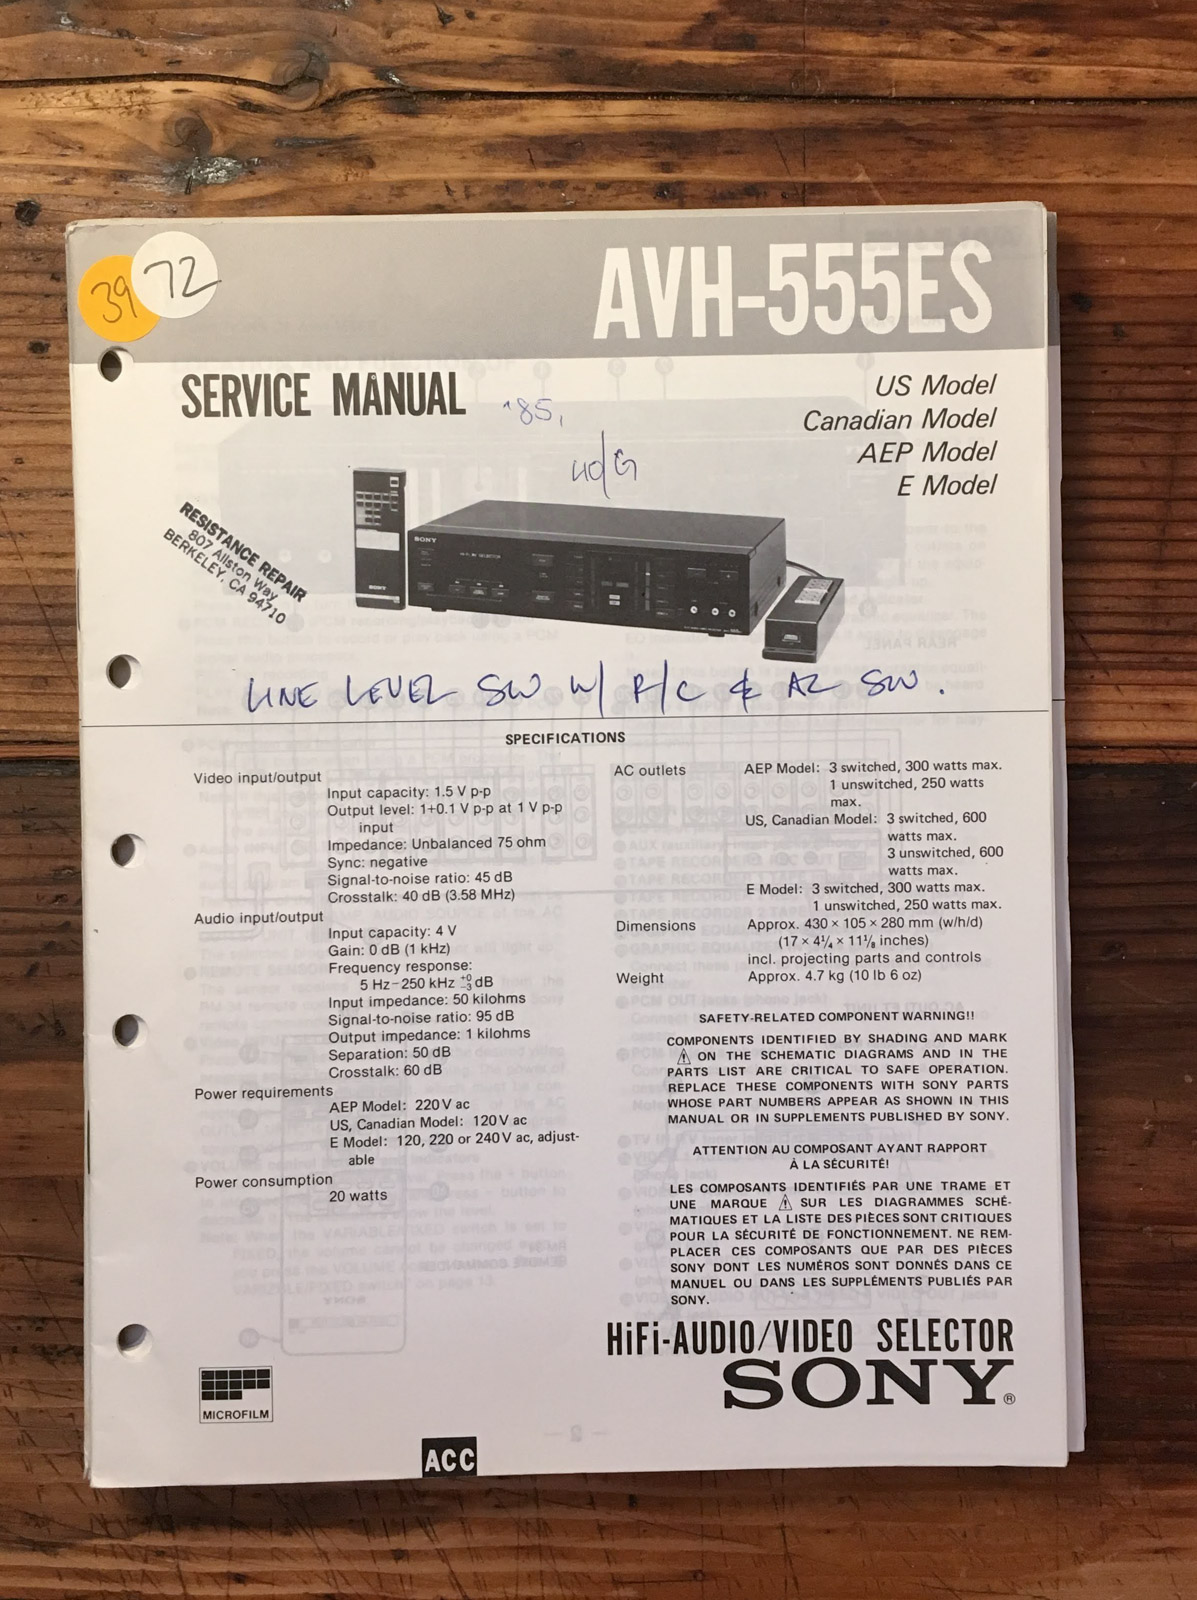 39
72
AVH-555ES
SERVICE MANUAL
'85,
US Model
Canadian Model
AEP Model
E Model
RESISTANCE REPAIR
807 Allston Way
BERKELEY, CA 94710
SONY
SONY
LINE LEVEL SW W/ R/C & AC SW.
SPECIFICATIONS
Video input/output
Input capacity: 1.5 V p-p
Output level: 1+0.1 V p-p at 1 V p-p
input
Impedance: Unbalanced 75 ohm
Sync: negative
Signal-to-noise ratio: 45 dB
Crosstalk: 40 dB (3.58 MHz)
Audio input/output
Input capacity: 4 V
Gain: 0 dB (1 kHz)
Frequency response:
5 Hz–250 kHz +0 −3 dB
Input impedance: 50 kilohms
Signal-to-noise ratio: 95 dB
Output impedance: 1 kilohms
Separation: 50 dB
Crosstalk: 60 dB
Power requirements
AEP Model: 220 V ac
US, Canadian Model: 120 V ac
E Model: 120, 220 or 240 V ac, adjust-
able
Power consumption
20 watts
AC outlets AEP Model: 3 switched, 300 watts max.
1 unswitched, 250 watts
max.
US, Canadian Model: 3 switched, 600
watts max.
3 unswitched, 600
watts max.
E Model: 3 switched, 300 watts max.
1 unswitched, 250 watts max.
Dimensions Approx. 430 × 105 × 280 mm (w/h/d)
(17 × 4 1/4 × 11 1/8 inches)
incl. projecting parts and controls
Weight Approx. 4.7 kg (10 lb 6 oz)
SAFETY-RELATED COMPONENT WARNING!!
COMPONENTS IDENTIFIED BY SHADING AND MARK
⚠ ON THE SCHEMATIC DIAGRAMS AND IN THE
PARTS LIST ARE CRITICAL TO SAFE OPERATION.
REPLACE THESE COMPONENTS WITH SONY PARTS
WHOSE PART NUMBERS APPEAR AS SHOWN IN THIS
MANUAL OR IN SUPPLEMENTS PUBLISHED BY SONY.
ATTENTION AU COMPOSANT AYANT RAPPORT
À LA SÉCURITÉ!
LES COMPOSANTS IDENTIFIÉS PAR UNE TRAME ET
UNE MARQUE ⚠ SUR LES DIAGRAMMES SCHÉ-
MATIQUES ET LA LISTE DES PIÈCES SONT CRITIQUES
POUR LA SÉCURITÉ DE FONCTIONNEMENT. NE REM-
PLACER CES COMPOSANTS QUE PAR DES PIÈCES
SONY DONT LES NUMÉROS SONT DONNÉS DANS CE
MANUEL OU DANS LES SUPPLÉMENTS PUBLIÉS PAR
SONY.
HiFi-AUDIO/VIDEO SELECTOR
SONY®
MICROFILM
ACC